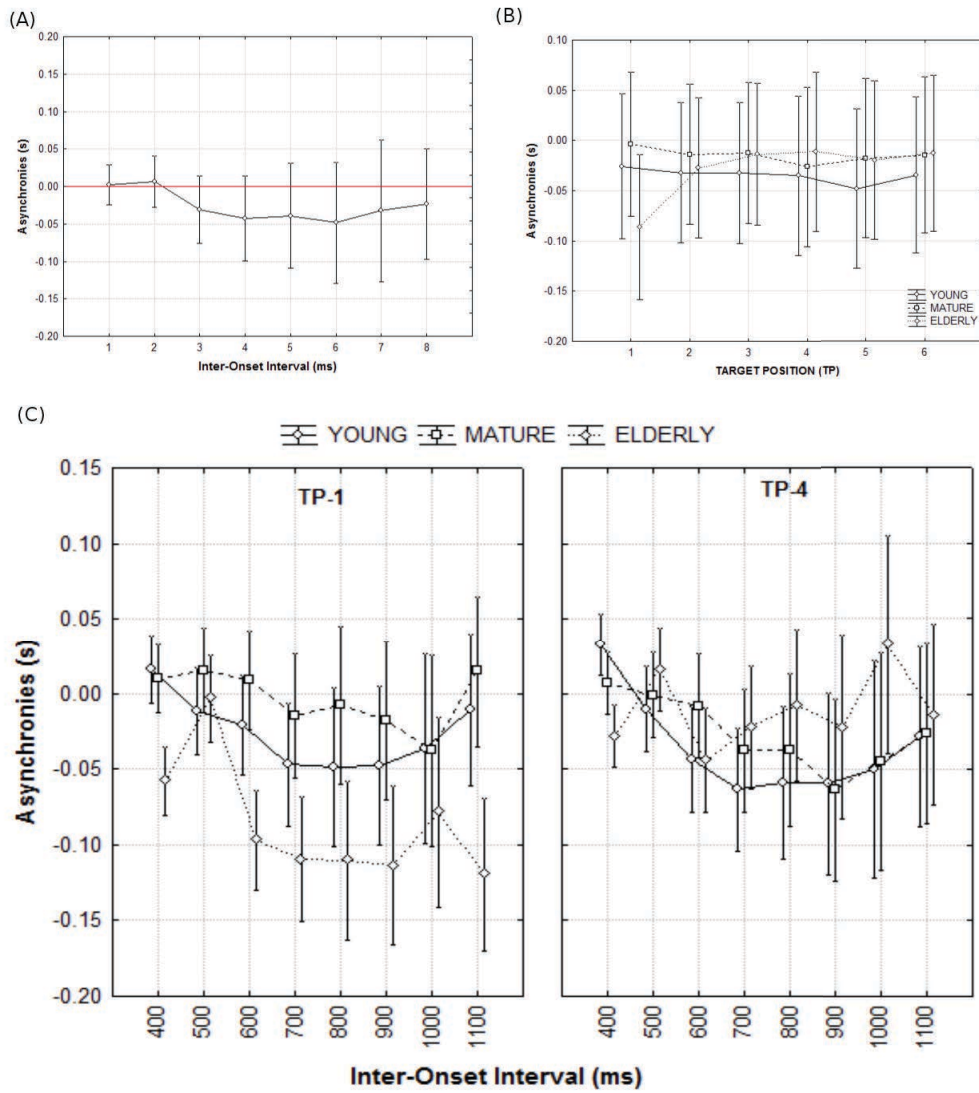 (A)
0.20
0.15
0.10
0.05
0.00
-0.05
-0.10
-0.15
-0.20
Asynchronies (s)
1 2 3 4 5 6 7 8
Inter-Onset Interval (ms)
(B)
0.10
0.05
0.00
-0.05
-0.10
-0.15
-0.20
Asynchronies (s)
YOUNG
MATURE
ELDERLY
1 2 3 4 5 6
TARGET POSITION (TP)
(C)
YOUNG MATURE ELDERLY
0.15
0.10
0.05
0.00
-0.05
-0.10
-0.15
-0.20
Asynchronies (s)
TP-1
TP-4
400 500 600 700 800 900 1000 1100
400 500 600 700 800 900 1000 1100
Inter-Onset Interval (ms)